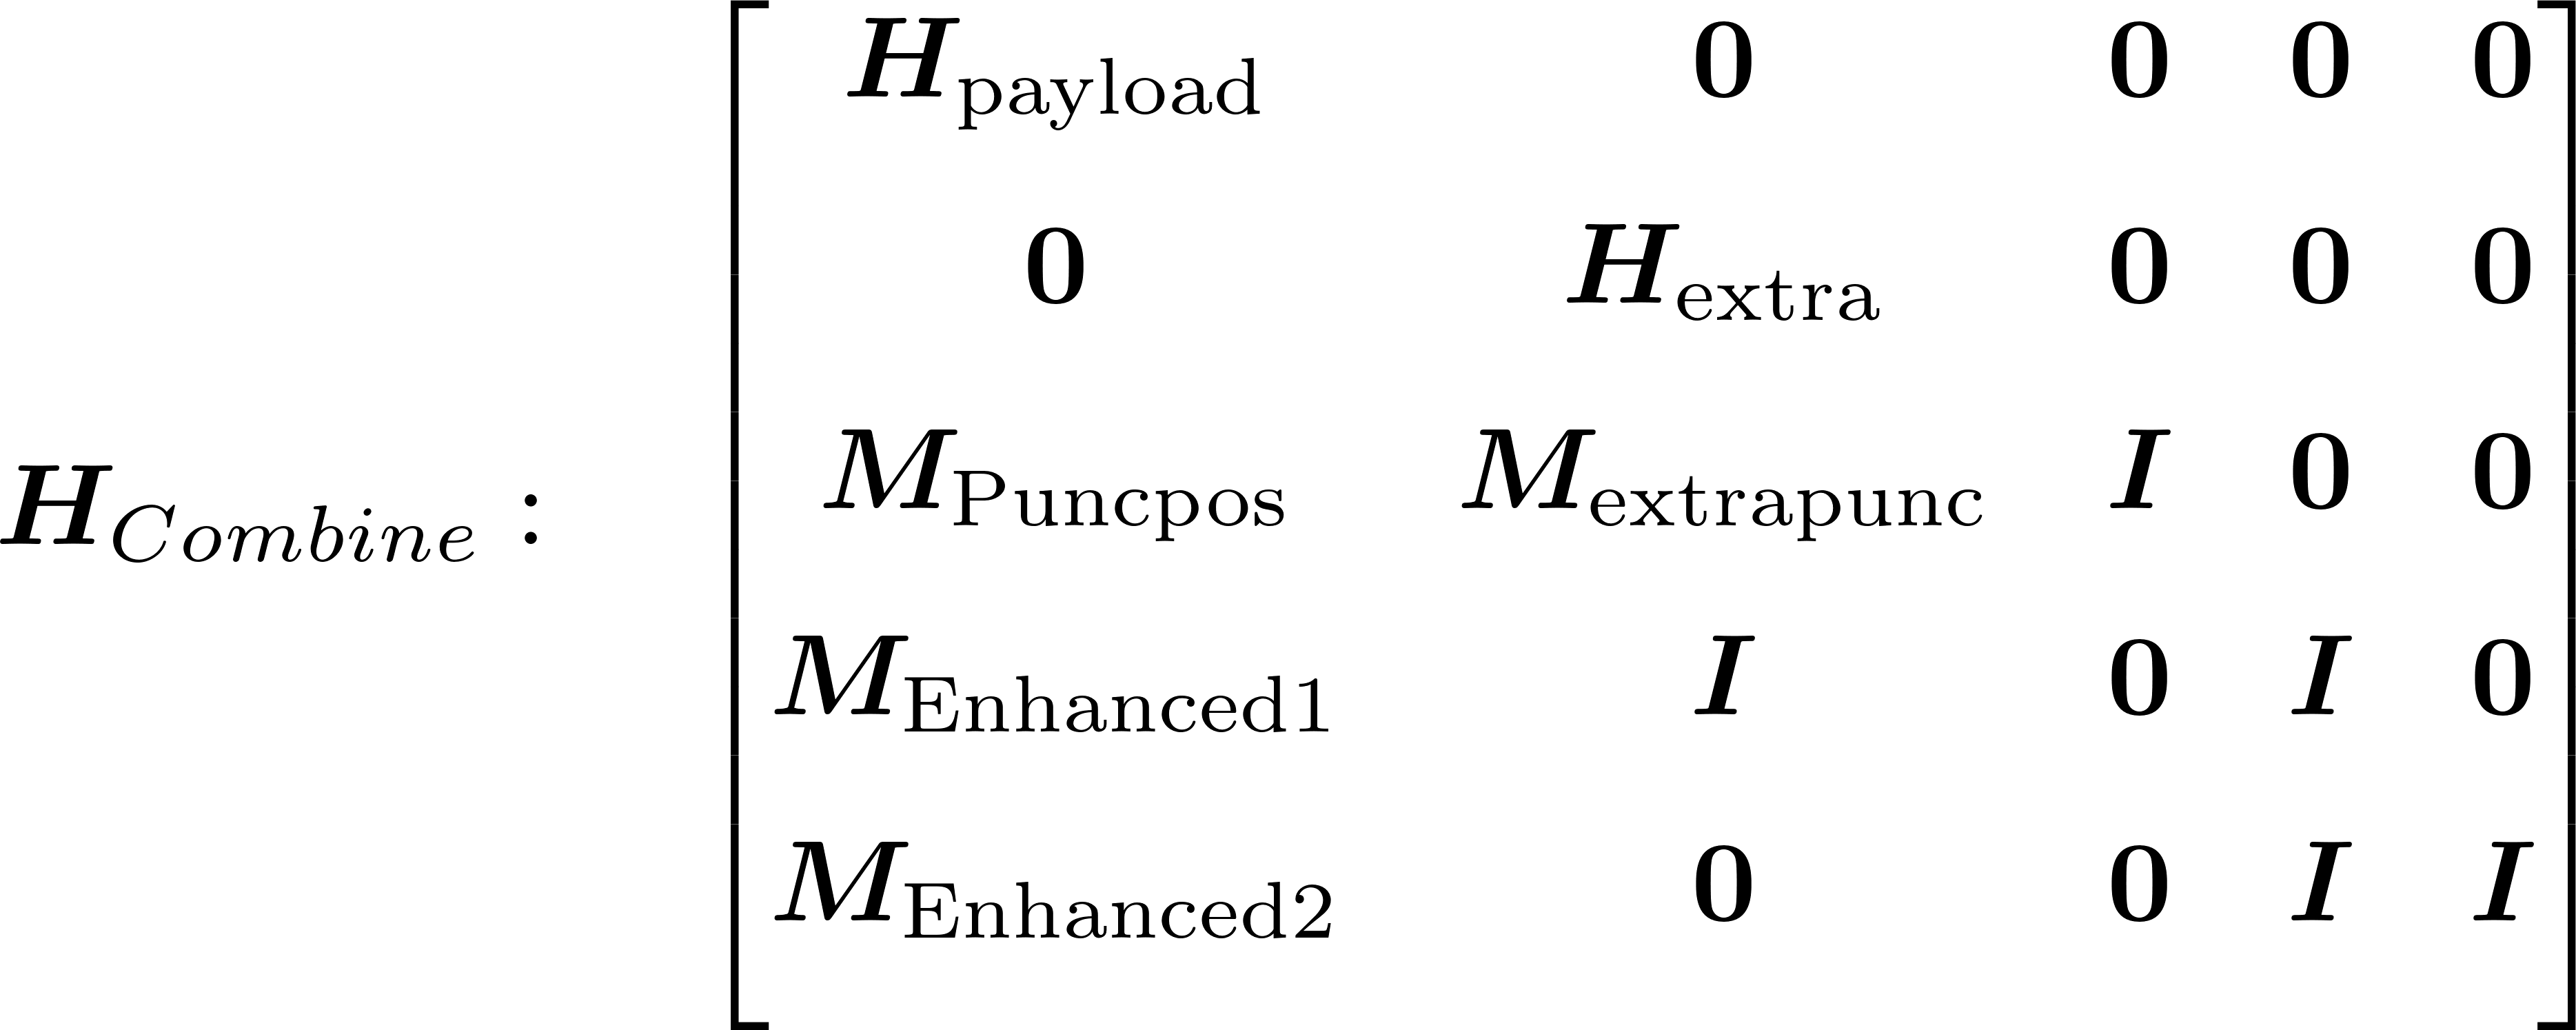 H_payload 0 0 0 0
0 H_extra 0 0 0
H_Combine : M_Puncpos M_extrapunc I 0 0
M_Enhanced1 I 0 I 0
M_Enhanced2 0 0 I I